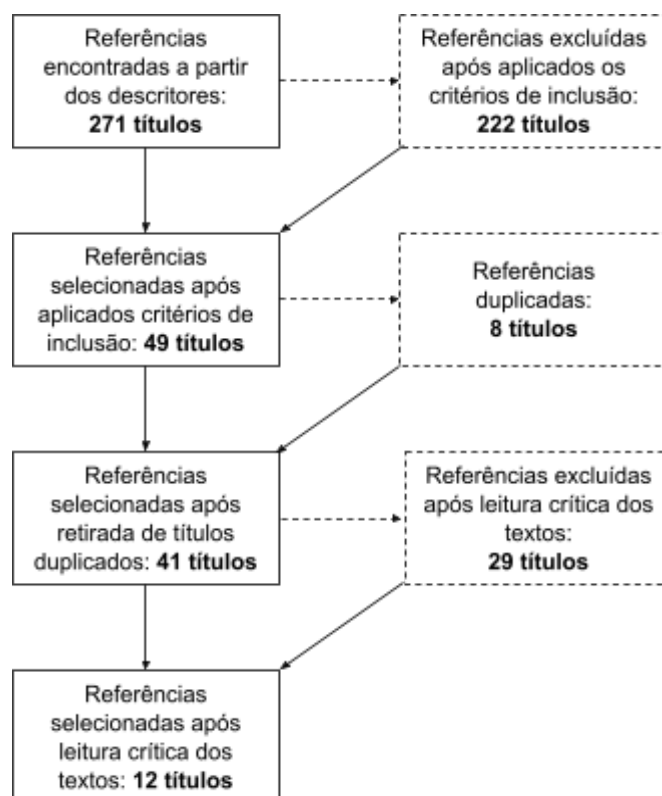 Referências
encontradas a partir
dos descritores:
271 títulos
Referências excluídas
após aplicados os
critérios de inclusão:
222 títulos
Referências
selecionadas após
aplicados critérios de
inclusão: 49 títulos
Referências
duplicadas:
8 títulos
Referências
selecionadas após
retirada de títulos
duplicados: 41 títulos
Referências excluídas
após leitura crítica dos
textos:
29 títulos
Referências
selecionadas após
leitura crítica dos
textos: 12 títulos